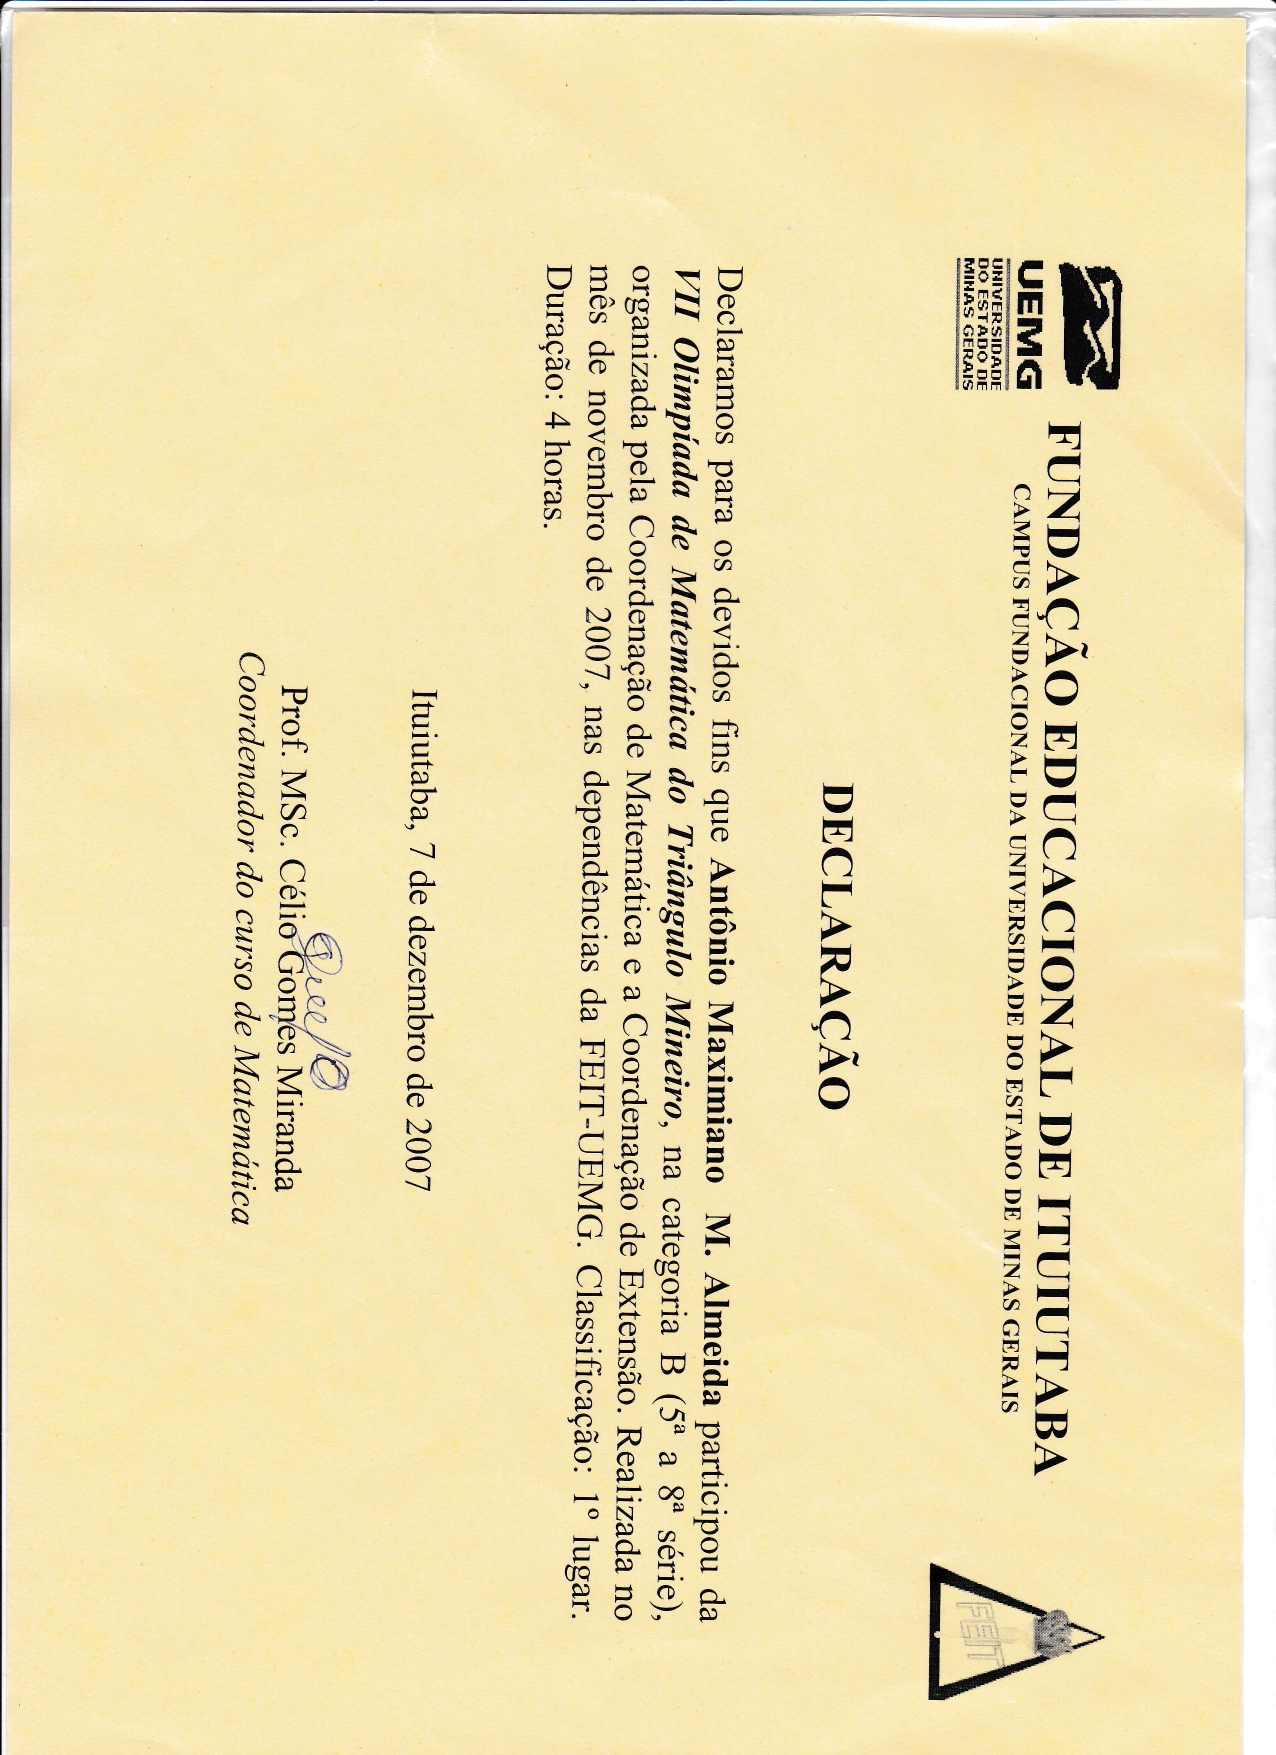 UEMG
UNIVERSIDADE
DO ESTADO DE
MINAS GERAIS
FUNDAÇÃO EDUCACIONAL DE ITUIUTABA
CAMPUS FUNDACIONAL DA UNIVERSIDADE DO ESTADO DE MINAS GERAIS
FEIT
DECLARAÇÃO
Declaramos para os devidos fins que Antônio Maximiano M. Almeida participou da
VII Olimpíada de Matemática do Triângulo Mineiro, na categoria B (5ª a 8ª série),
organizada pela Coordenação de Matemática e a Coordenação de Extensão. Realizada no
mês de novembro de 2007, nas dependências da FEIT-UEMG. Classificação: 1º lugar.
Duração: 4 horas.
Ituiutaba, 7 de dezembro de 2007
Prof. MSc. Célio Gomes Miranda
Coordenador do curso de Matemática